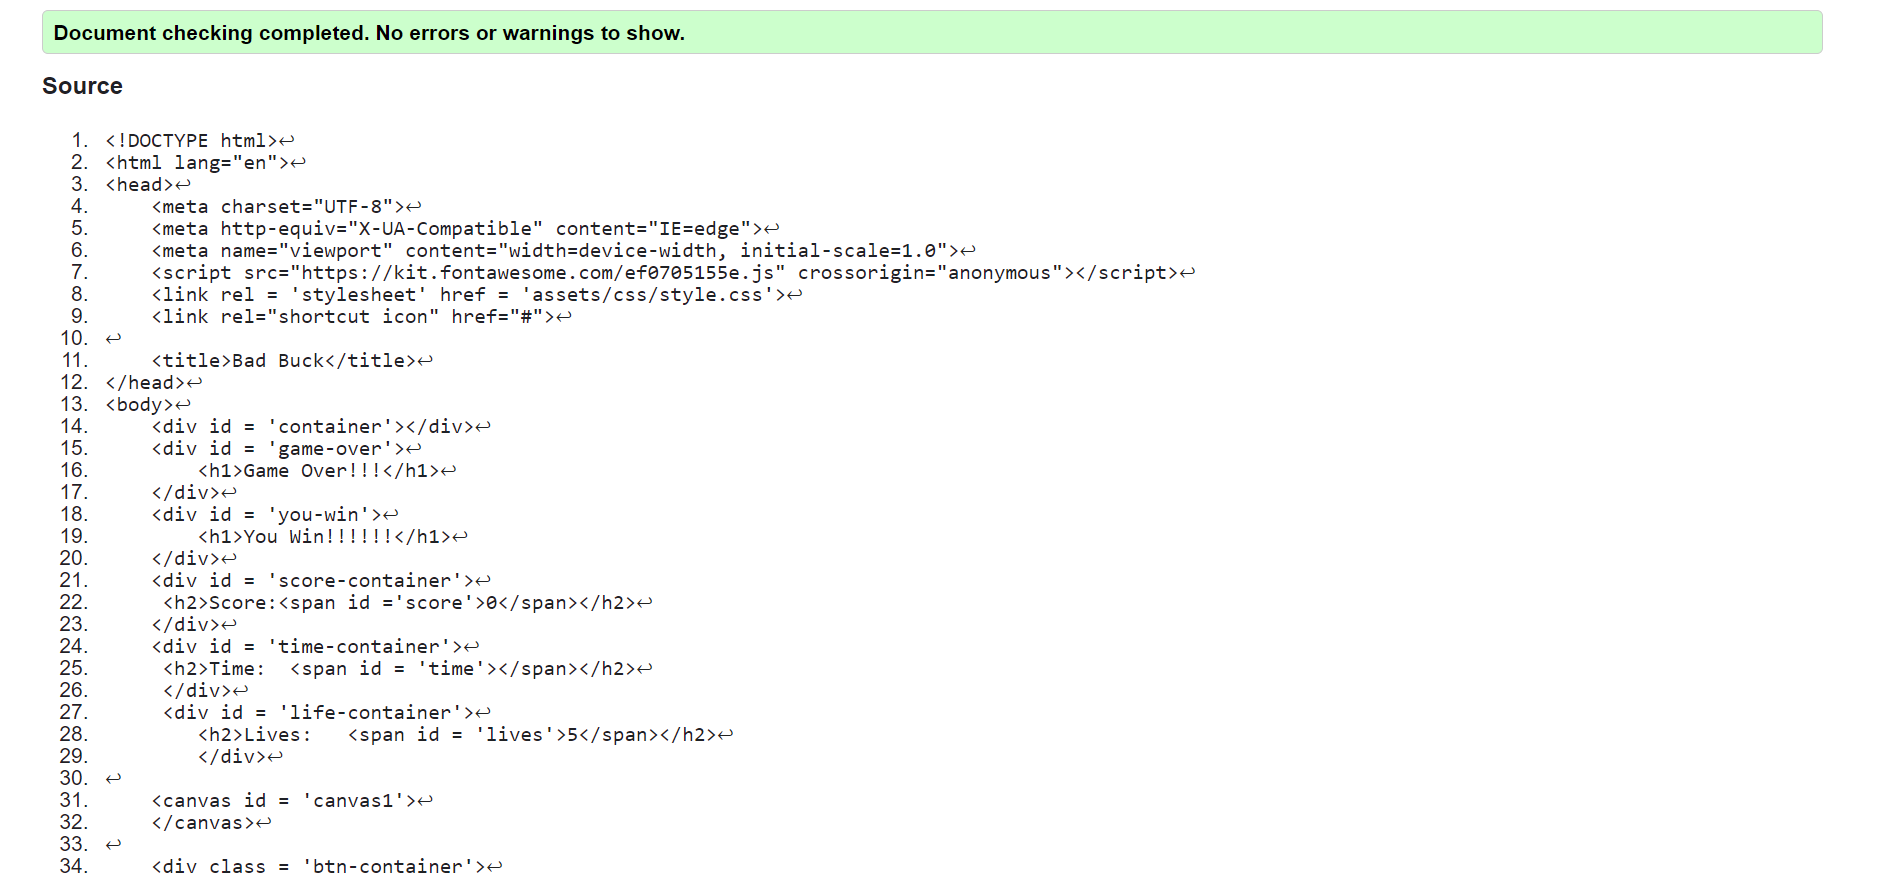 Document checking completed. No errors or warnings to show.
Source
1. <!DOCTYPE html>↩
2. <html lang="en">↩
3. <head>↩
4.     <meta charset="UTF-8">↩
5.     <meta http-equiv="X-UA-Compatible" content="IE=edge">↩
6.     <meta name="viewport" content="width=device-width, initial-scale=1.0">↩
7.     <script src="https://kit.fontawesome.com/ef0705155e.js" crossorigin="anonymous"></script>↩
8.     <link rel = 'stylesheet' href = 'assets/css/style.css'>↩
9.     <link rel="shortcut icon" href="#">↩
10. ↩
11.     <title>Bad Buck</title>↩
12. </head>↩
13. <body>↩
14.     <div id = 'container'></div>↩
15.     <div id = 'game-over'>↩
16.         <h1>Game Over!!!</h1>↩
17.     </div>↩
18.     <div id = 'you-win'>↩
19.         <h1>You Win!!!!!!</h1>↩
20.     </div>↩
21.     <div id = 'score-container'>↩
22.      <h2>Score:<span id ='score'>0</span></h2>↩
23.     </div>↩
24.     <div id = 'time-container'>↩
25.      <h2>Time:  <span id = 'time'></span></h2>↩
26.      </div>↩
27.      <div id = 'life-container'>↩
28.         <h2>Lives:   <span id = 'lives'>5</span></h2>↩
29.         </div>↩
30. ↩
31.     <canvas id = 'canvas1'>↩
32.     </canvas>↩
33. ↩
34.     <div class = 'btn-container'>↩